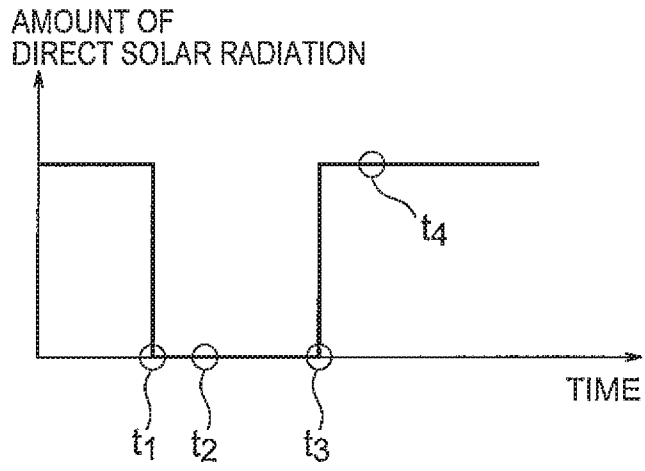 AMOUNT OF
DIRECT SOLAR RADIATION
t4
TIME
t1 t2 t3